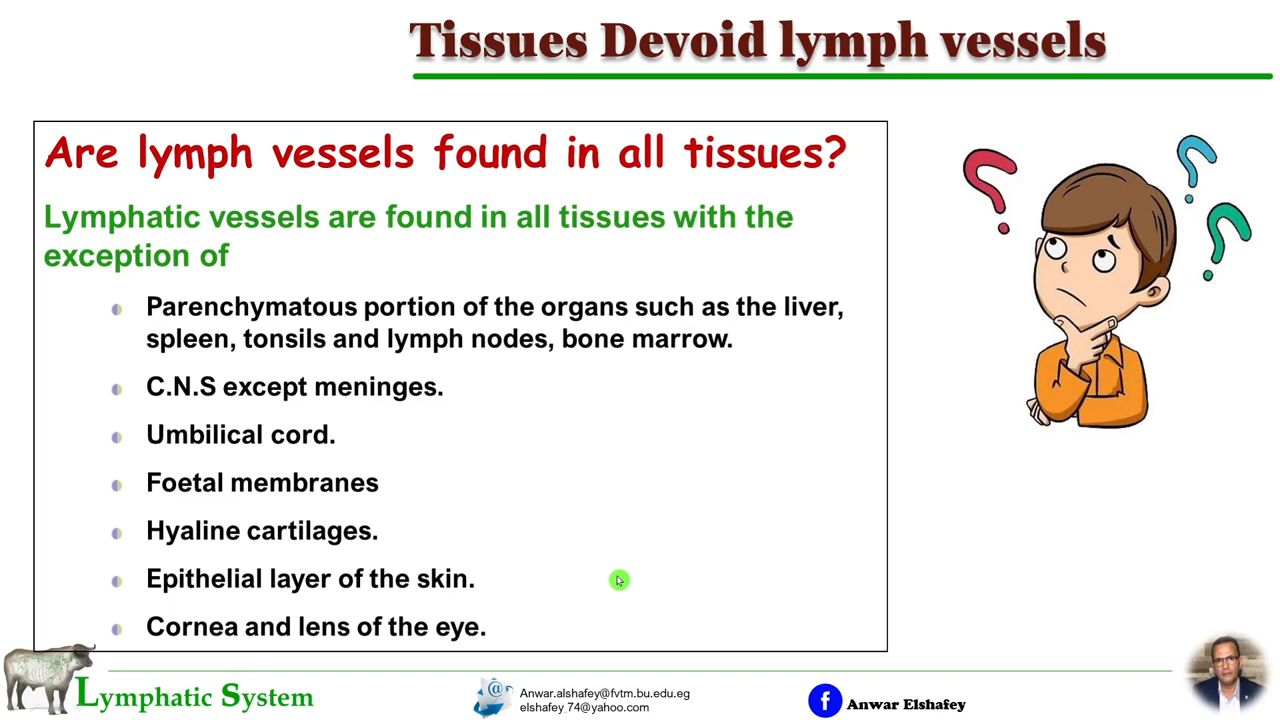 Tissues Devoid lymph vessels
Are lymph vessels found in all tissues?
Lymphatic vessels are found in all tissues with the
exception of
Parenchymatous portion of the organs such as the liver,
spleen, tonsils and lymph nodes, bone marrow.
C.N.S except meninges.
Umbilical cord.
Foetal membranes
Hyaline cartilages.
Epithelial layer of the skin.
Cornea and lens of the eye.
Lymphatic System
Anwar.alshafey@fvtm.bu.edu.eg
elshafey_74@yahoo.com
Anwar Elshafey